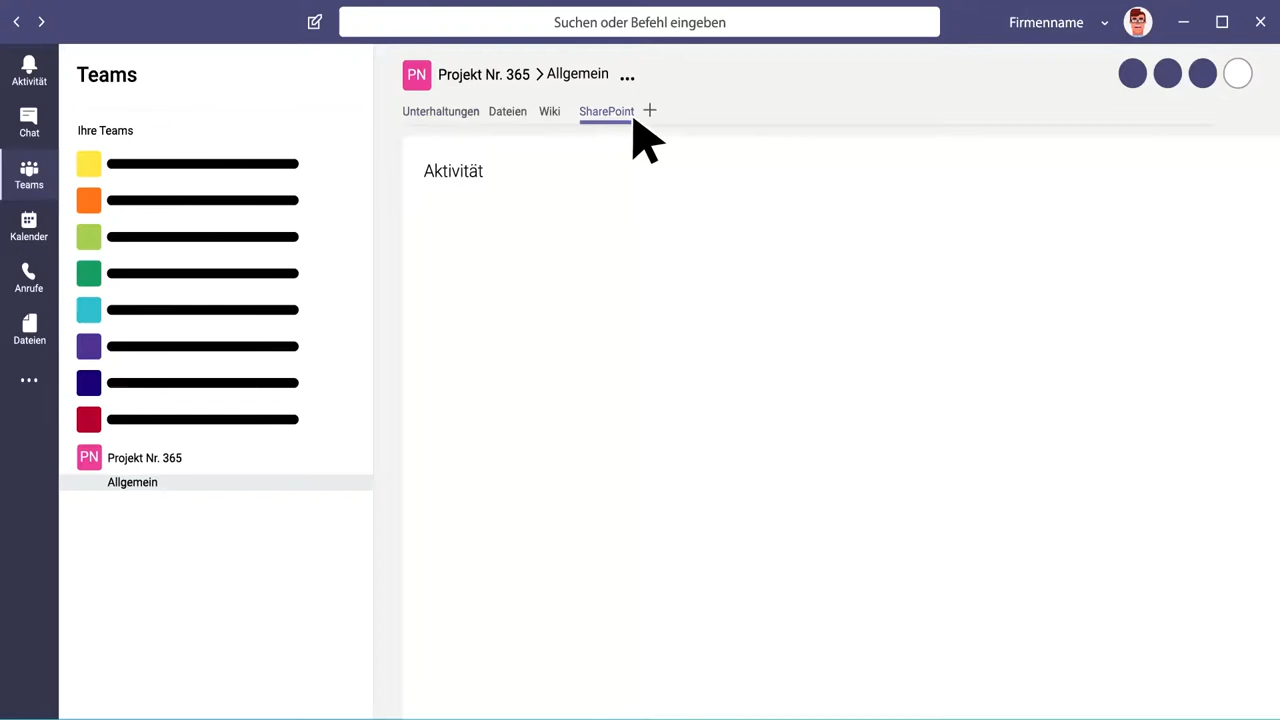 Suchen oder Befehl eingeben
Firmenname
Aktivität
Chat
Teams
Kalender
Anrufe
Dateien
Teams
Ihre Teams
PN Projekt Nr. 365
Allgemein
PN Projekt Nr. 365 > Allgemein ...
Unterhaltungen Dateien Wiki SharePoint +
Aktivität